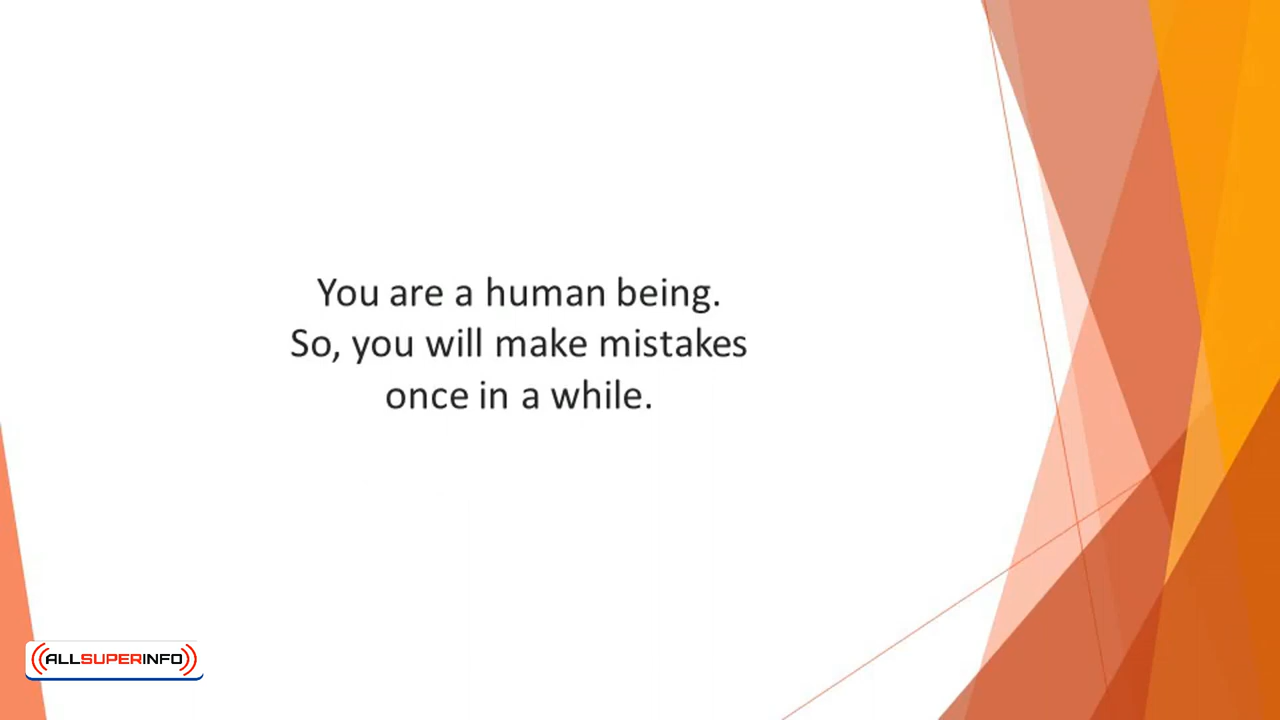 You are a human being.
So, you will make mistakes
once in a while.
ALLSUPERINFO